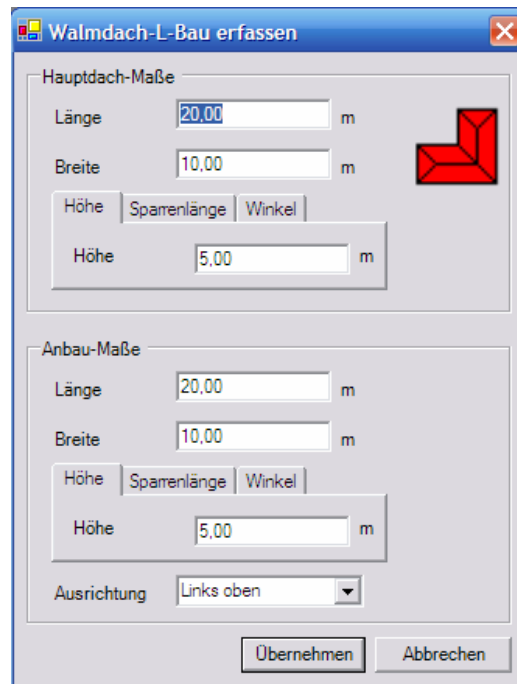 Walmdach-L-Bau erfassen
Hauptdach-Maße
Länge 20,00 m
Breite 10,00 m
Höhe Sparrenlänge Winkel
Höhe 5,00 m
Anbau-Maße
Länge 20,00 m
Breite 10,00 m
Höhe Sparrenlänge Winkel
Höhe 5,00 m
Ausrichtung Links oben
Übernehmen Abbrechen